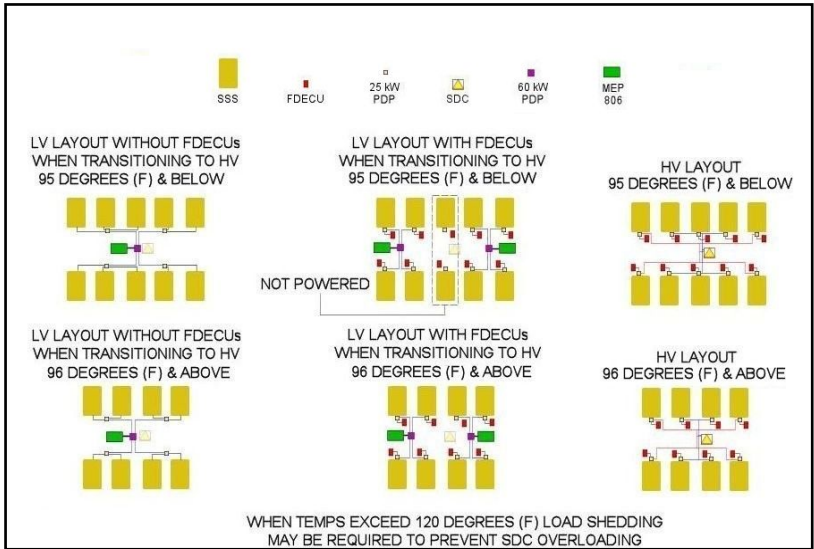 SSS
FDECU
25 kW
PDP
SDC
60 kW
PDP
MEP
806
LV LAYOUT WITHOUT FDECUs
WHEN TRANSITIONING TO HV
95 DEGREES (F) & BELOW
LV LAYOUT WITH FDECUs
WHEN TRANSITIONING TO HV
95 DEGREES (F) & BELOW
HV LAYOUT
95 DEGREES (F) & BELOW
NOT POWERED
LV LAYOUT WITHOUT FDECUs
WHEN TRANSITIONING TO HV
96 DEGREES (F) & ABOVE
LV LAYOUT WITH FDECUs
WHEN TRANSITIONING TO HV
96 DEGREES (F) & ABOVE
HV LAYOUT
96 DEGREES (F) & ABOVE
WHEN TEMPS EXCEED 120 DEGREES (F) LOAD SHEDDING
MAY BE REQUIRED TO PREVENT SDC OVERLOADING